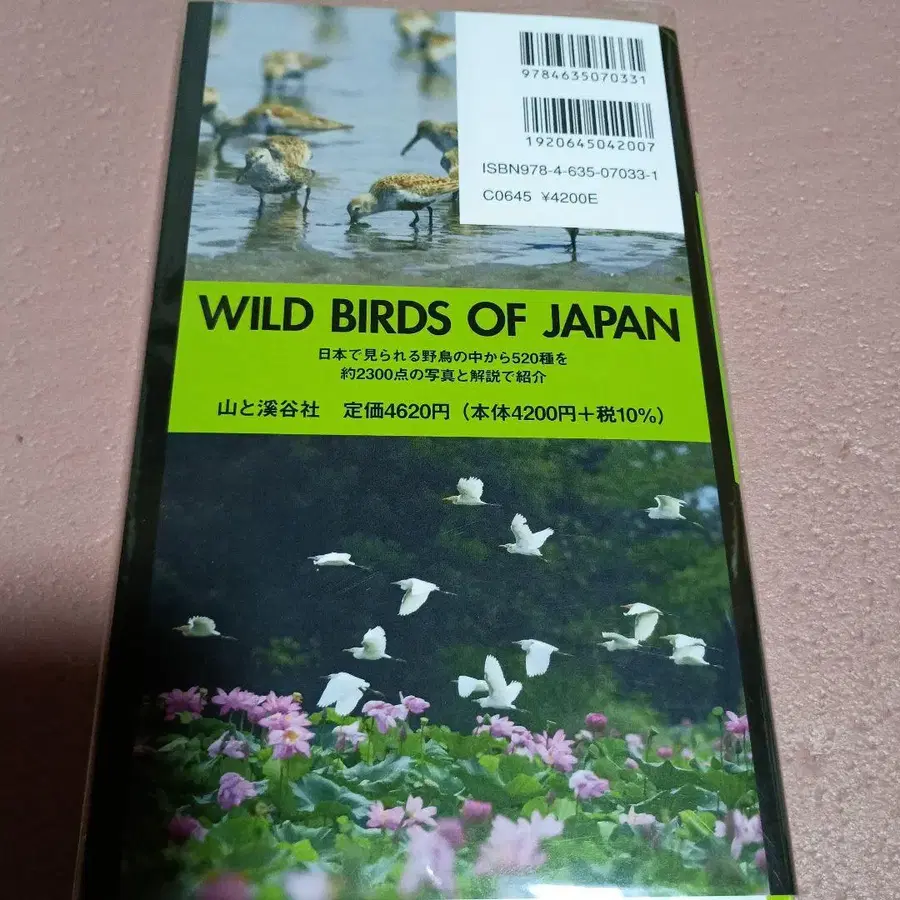 9784635070331
1920645042007
ISBN978-4-635-07033-1
C0645 ¥4200E
WILD BIRDS OF JAPAN
日本で見られる野鳥の中から520種を
約2300点の写真と解説で紹介
山と溪谷社 定価4620円(本体4200円+税10%)